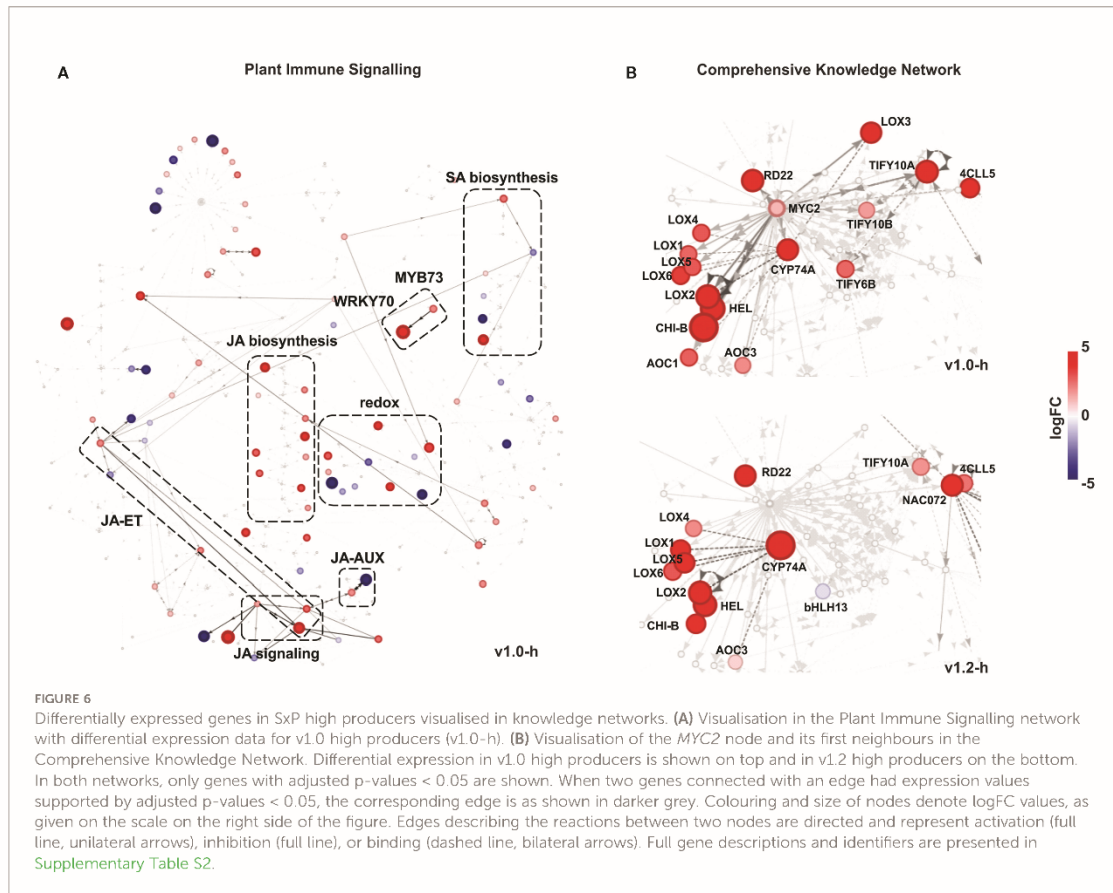 A
Plant Immune Signalling
SA biosynthesis
MYB73
WRKY70
JA biosynthesis
redox
JA-ET
JA-AUX
JA signaling
v1.0-h
B
Comprehensive Knowledge Network
LOX3
TIFY10A
RD22
4CLL5
MYC2
TIFY10B
LOX4
LOX1
CYP74A
LOX5
LOX6
TIFY6B
LOX2
HEL
CHI-B
AOC1
AOC3
v1.0-h
5
0
-5
logFC
TIFY10A
RD22
4CLL5
NAC072
LOX4
LOX1
LOX5
CYP74A
LOX6
LOX2
HEL
bHLH13
CHI-B
AOC3
v1.2-h
FIGURE 6
Differentially expressed genes in SxP high producers visualised in knowledge networks. (A) Visualisation in the Plant Immune Signalling network
with differential expression data for v1.0 high producers (v1.0-h). (B) Visualisation of the MYC2 node and its first neighbours in the
Comprehensive Knowledge Network. Differential expression in v1.0 high producers is shown on top and in v1.2 high producers on the bottom.
In both networks, only genes with adjusted p-values < 0.05 are shown. When two genes connected with an edge had expression values
supported by adjusted p-values < 0.05, the corresponding edge is as shown in darker grey. Colouring and size of nodes denote logFC values, as
given on the scale on the right side of the figure. Edges describing the reactions between two nodes are directed and represent activation (full
line, unilateral arrows), inhibition (full line), or binding (dashed line, bilateral arrows). Full gene descriptions and identifiers are presented in
Supplementary Table S2.